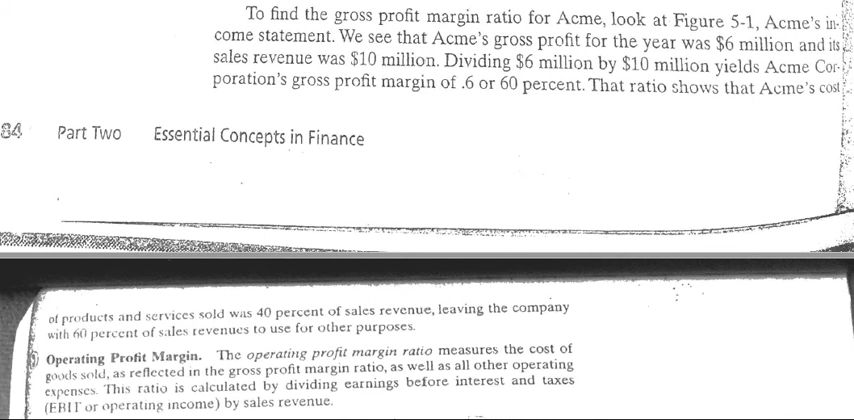 To find the gross profit margin ratio for Acme, look at Figure 5-1, Acme's in-
come statement. We see that Acme's gross profit for the year was $6 million and its
sales revenue was $10 million. Dividing $6 million by $10 million yields Acme Cor-
poration's gross profit margin of .6 or 60 percent. That ratio shows that Acme's cost
84 Part Two Essential Concepts in Finance
of products and services sold was 40 percent of sales revenue, leaving the company
with 60 percent of sales revenues to use for other purposes.
Operating Profit Margin. The operating profit margin ratio measures the cost of
goods sold, as reflected in the gross profit margin ratio, as well as all other operating
expenses. This ratio is calculated by dividing earnings before interest and taxes
(EBIT or operating income) by sales revenue.